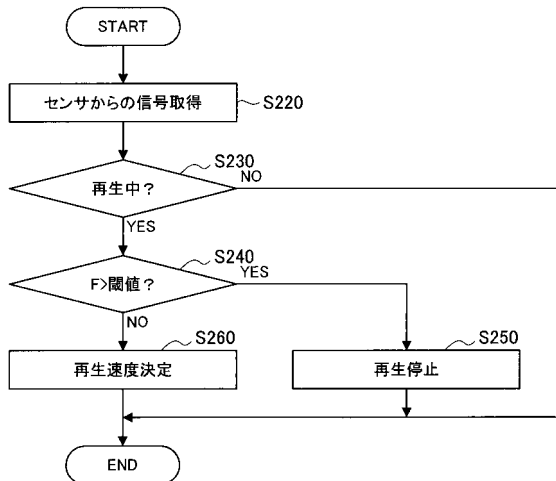 START
センサからの信号取得
S220
S230
再生中?
NO
YES
S240
F>閾値?
YES
NO
S260
再生速度決定
S250
再生停止
END